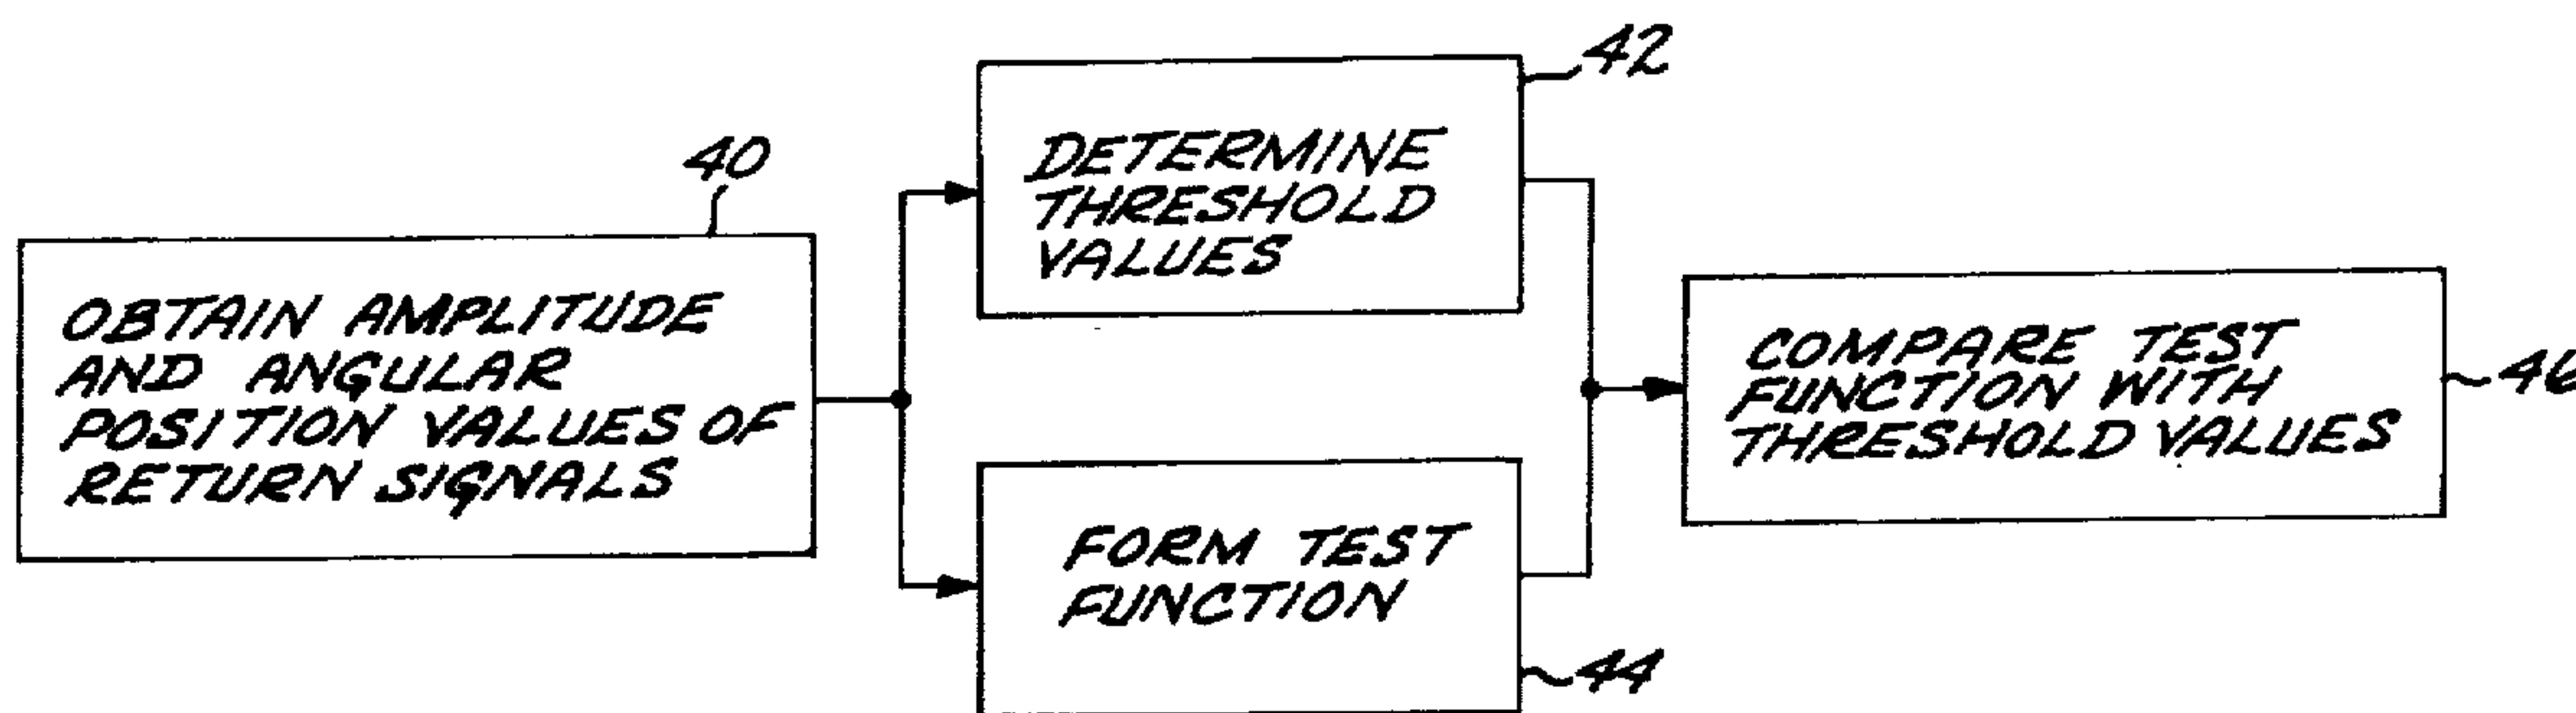 40
OBTAIN AMPLITUDE
AND ANGULAR
POSITION VALUES OF
RETURN SIGNALS
42
DETERMINE
THRESHOLD
VALUES
FORM TEST
FUNCTION
44
COMPARE TEST
FUNCTION WITH
THRESHOLD VALUES
46